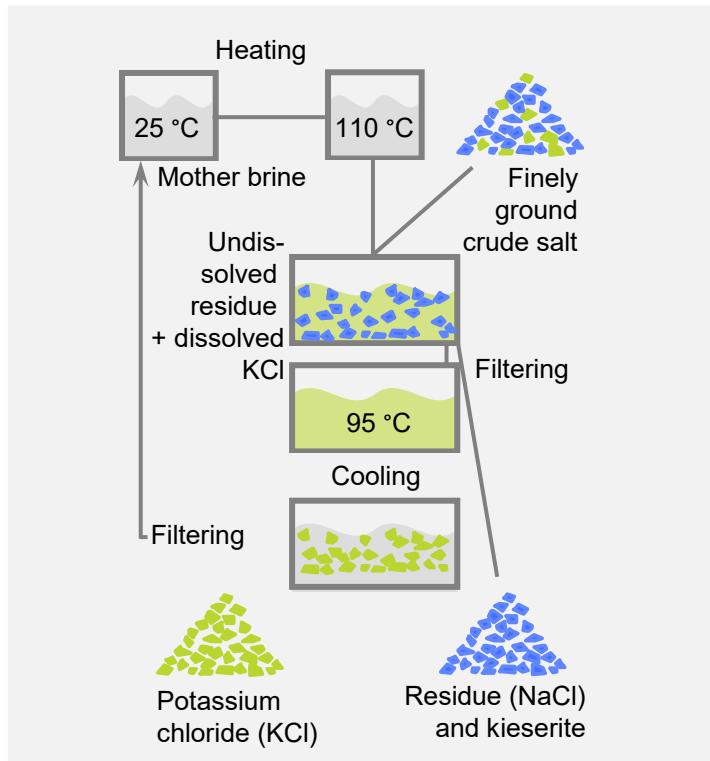 Heating
25 °C
110 °C
Mother brine
Finely
ground
crude salt
Undis-
solved
residue
+ dissolved
KCl
Filtering
95 °C
Cooling
Filtering
Potassium
chloride (KCl)
Residue (NaCl)
and kieserite